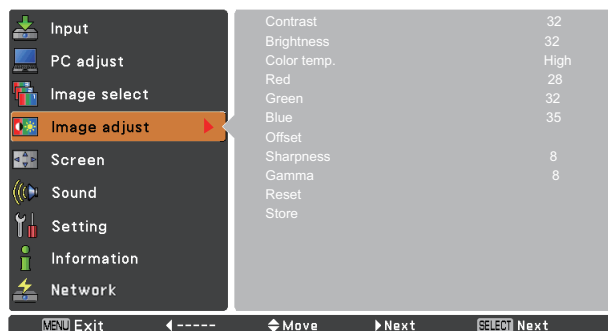 Input
PC adjust
Image select
Image adjust
Screen
Sound
Setting
Information
Network
Contrast 32
Brightness 32
Color temp. High
Red 28
Green 32
Blue 35
Offset
Sharpness 8
Gamma 8
Reset
Store
MENU Exit ----- Move Next SELECT Next